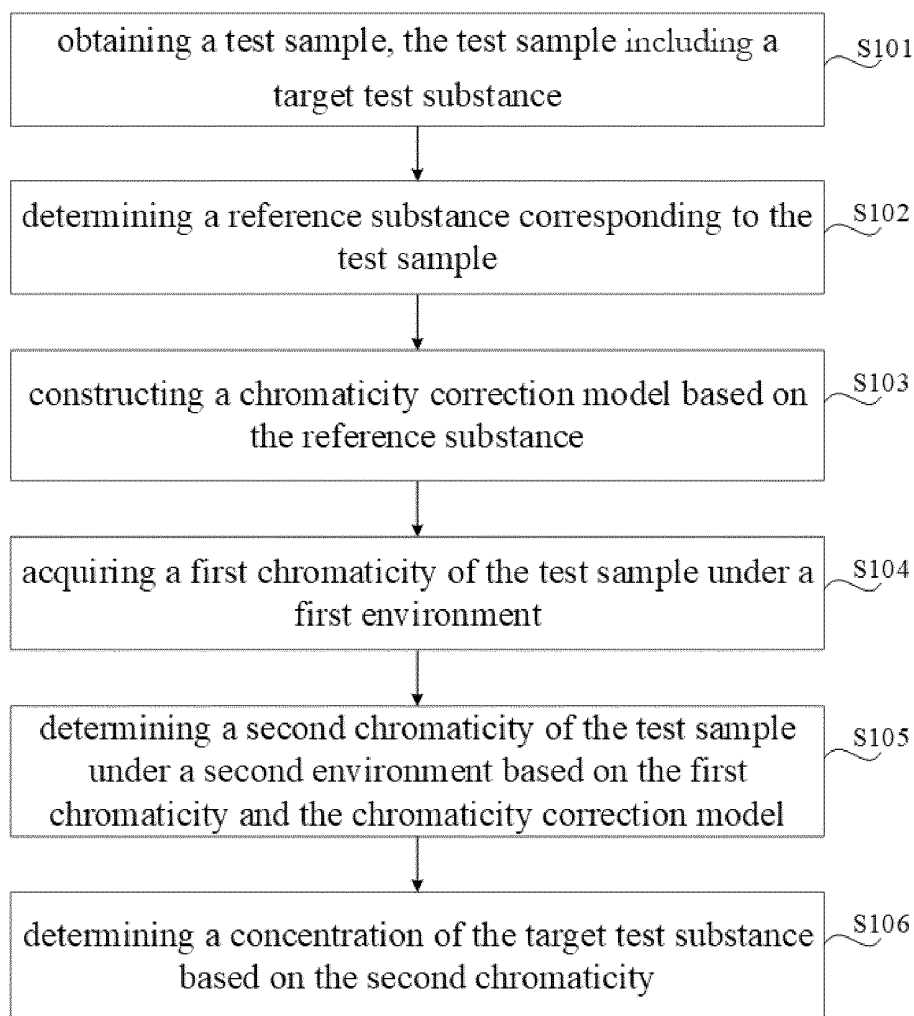 obtaining a test sample, the test sample including a
target test substance
S101
determining a reference substance corresponding to the
test sample
S102
constructing a chromaticity correction model based on
the reference substance
S103
acquiring a first chromaticity of the test sample under a
first environment
S104
determining a second chromaticity of the test sample
under a second environment based on the first
chromaticity and the chromaticity correction model
S105
determining a concentration of the target test substance
based on the second chromaticity
S106